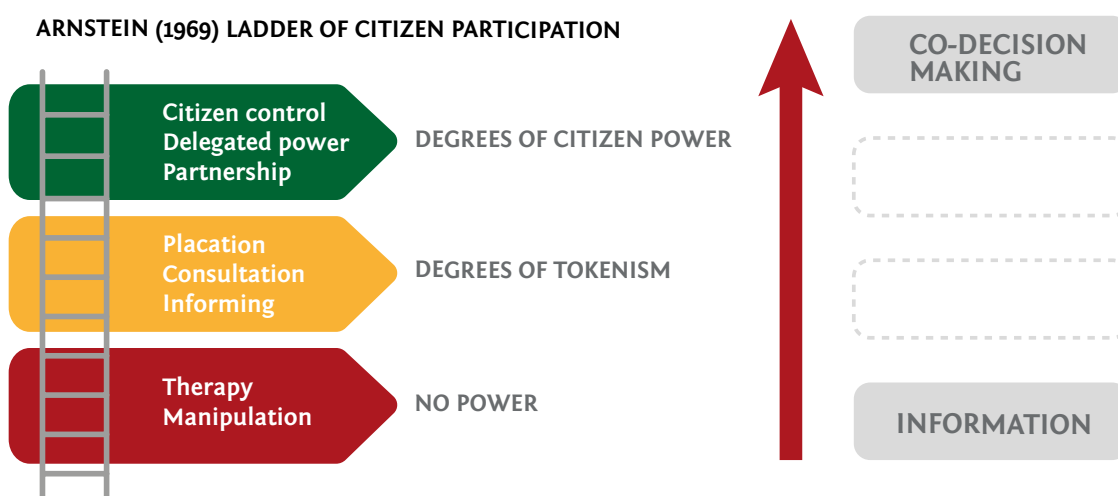 ARNSTEIN (1969) LADDER OF CITIZEN PARTICIPATION
Citizen control
Delegated power
Partnership
DEGREES OF CITIZEN POWER
Placation
Consultation
Informing
DEGREES OF TOKENISM
Therapy
Manipulation
NO POWER
CO-DECISION
MAKING
INFORMATION